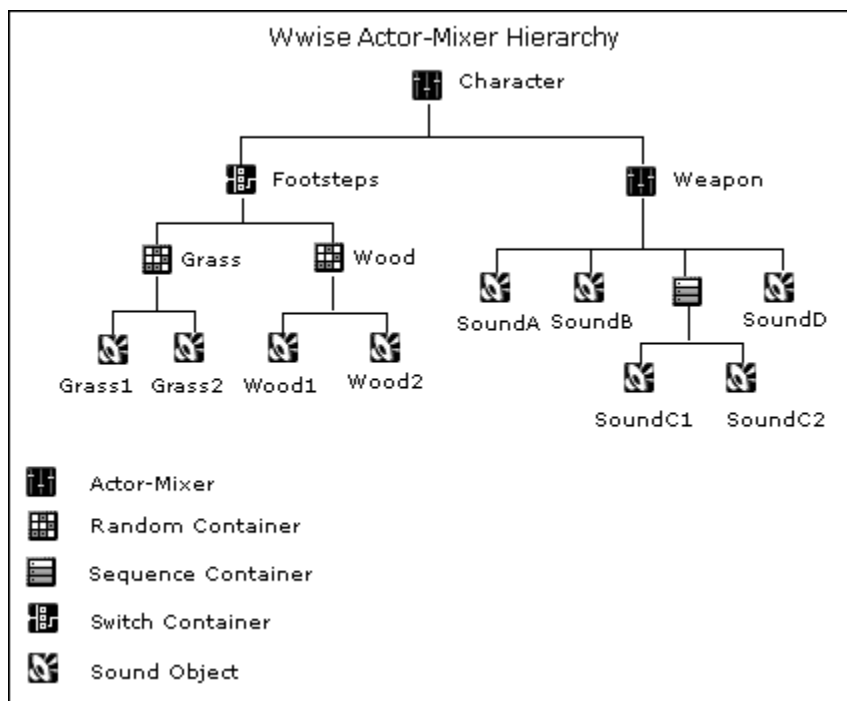 Wwise Actor-Mixer Hierarchy
Character
Footsteps
Weapon
Grass
Wood
SoundA
SoundB
SoundD
Grass1
Grass2
Wood1
Wood2
SoundC1
SoundC2
Actor-Mixer
Random Container
Sequence Container
Switch Container
Sound Object